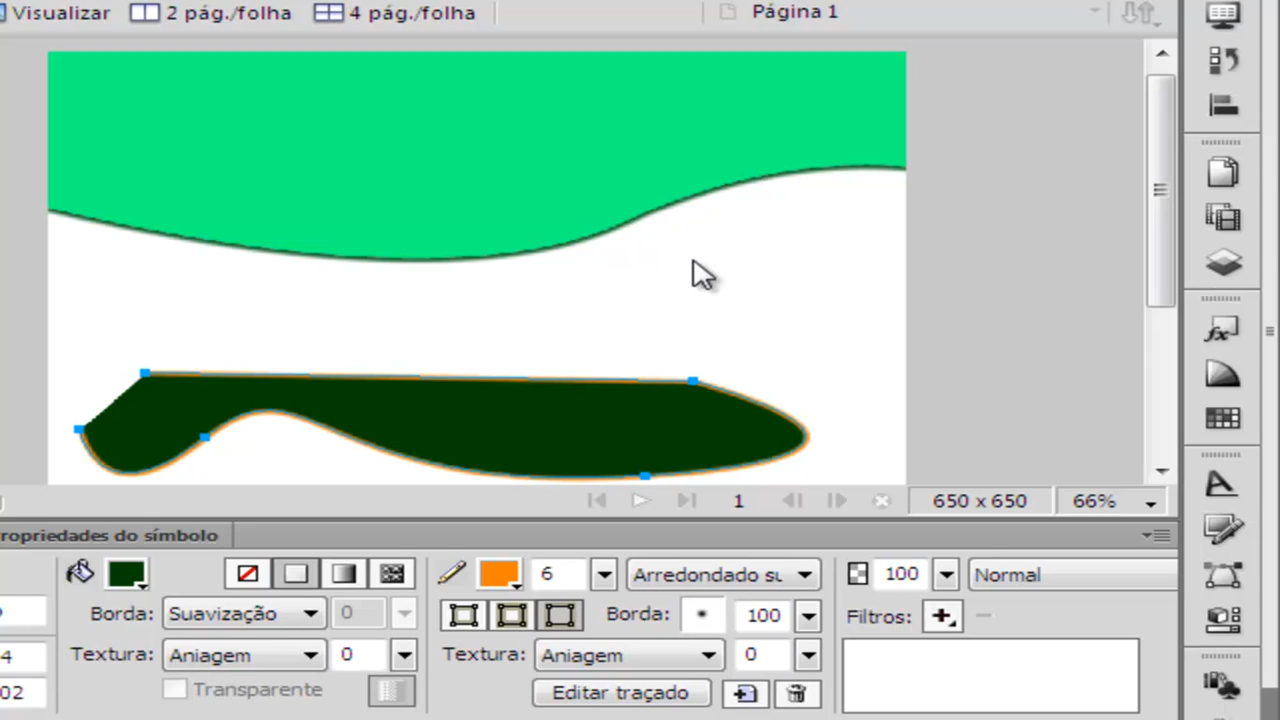 Visualizar 2 pág./folha 4 pág./folha Página 1
1 650 x 650 66%
ropriedades do símbolo
6 Arredondado su 100 Normal
Borda: Suavização 0 Borda: 100 Filtros:
4 Textura: Aniagem 0 Textura: Aniagem 0
02 Transparente Editar traçado